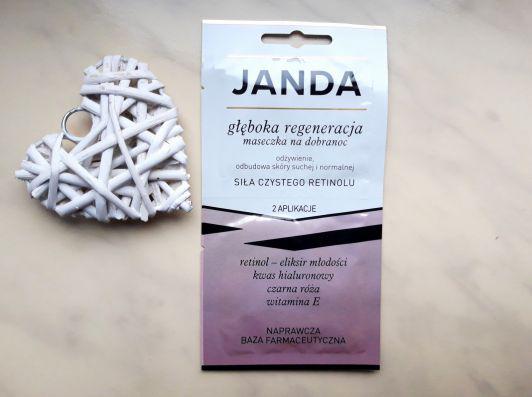 JANDA
głęboka regeneracja
maseczka na dobranoc
odżywienie,
odbudowa skóry suchej i normalnej
SIŁA CZYSTEGO RETINOLU
2 APLIKACJE
retinol – eliksir młodości
kwas hialuronowy
czarna róża
witamina E
NAPRAWCZA
BAZA FARMACEUTYCZNA